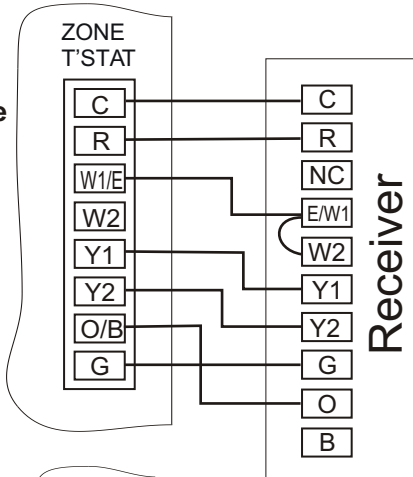 ZONE
T'STAT
e
C
R
W1/E
W2
Y1
Y2
O/B
G
C
R
NC
E/W1
W2
Y1
Y2
G
O
B
Receiver